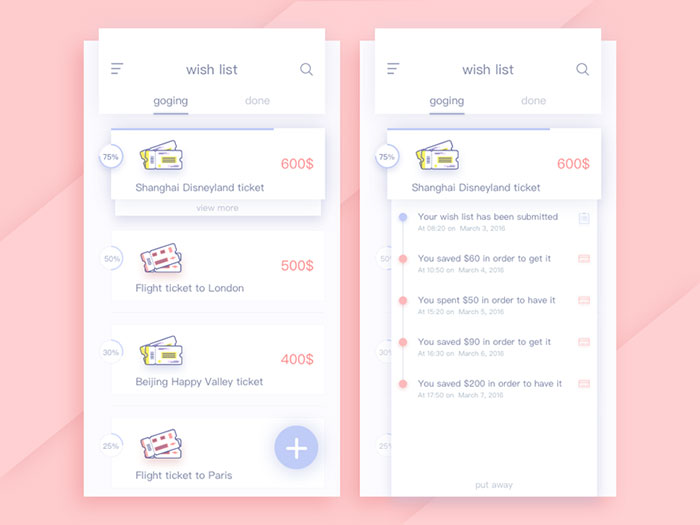 wish list
goging
done
75%
600$
Shanghai Disneyland ticket
view more
50%
500$
Flight ticket to London
30%
400$
Beijing Happy Valley ticket
25%
Flight ticket to Paris
wish list
goging
done
75%
600$
Shanghai Disneyland ticket
Your wish list has been submitted
At 08:20 on March 3, 2016
50
You saved $60 in order to get it
At 10:50 on March 4, 2016
You spent $50 in order to have it
At 15:20 on March 5, 2016
30%
You saved $90 in order to get it
At 16:30 on March 6, 2016
You saved $200 in order to have it
At 17:50 on March 7, 2016
25%
put away